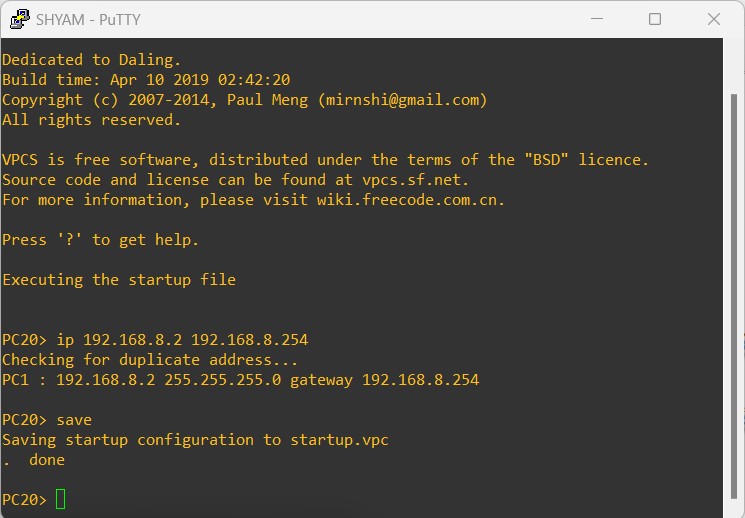 SHYAM - PuTTY
Dedicated to Daling.
Build time: Apr 10 2019 02:42:20
Copyright (c) 2007-2014, Paul Meng (mirnshi@gmail.com)
All rights reserved.
VPCS is free software, distributed under the terms of the "BSD" licence.
Source code and license can be found at vpcs.sf.net.
For more information, please visit wiki.freecode.com.cn.
Press '?' to get help.
Executing the startup file
PC20> ip 192.168.8.2 192.168.8.254
Checking for duplicate address...
PC1 : 192.168.8.2 255.255.255.0 gateway 192.168.8.254
PC20> save
Saving startup configuration to startup.vpc
.  done
PC20>